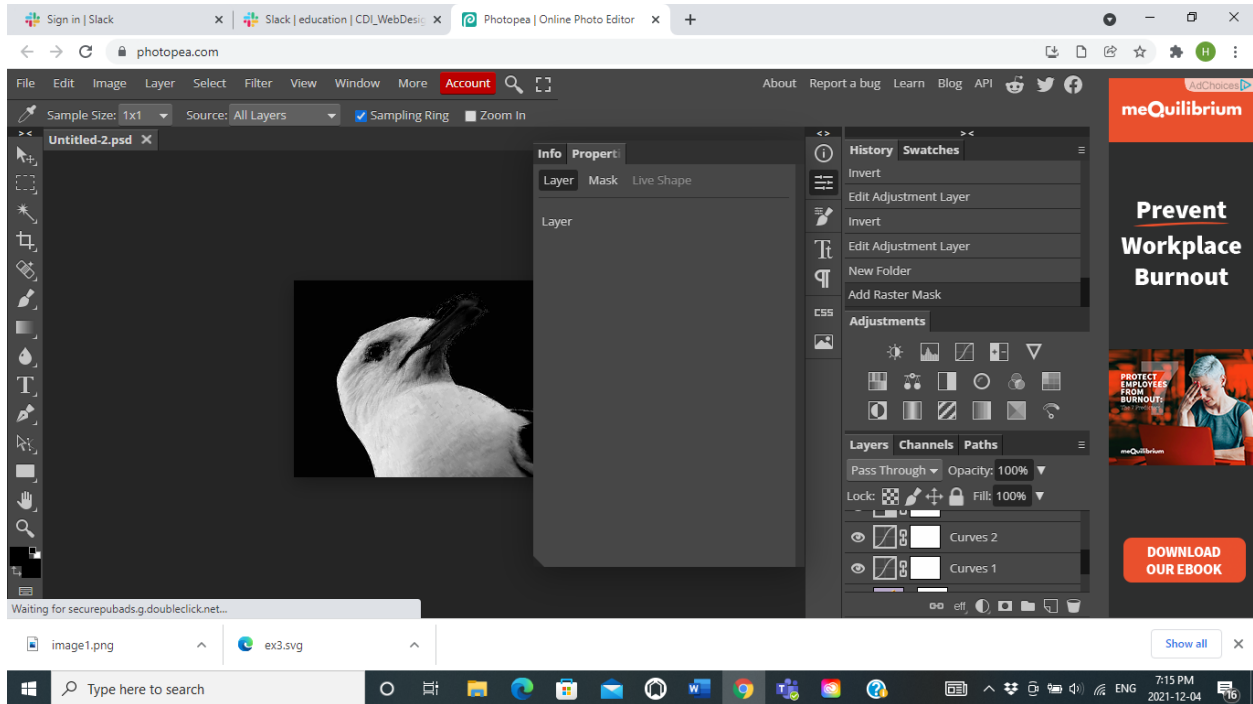 Sign in | Slack
Slack | education | CDI_WebDesig
Photopea | Online Photo Editor
photopea.com
H
File Edit Image Layer Select Filter View Window More Account
About Report a bug Learn Blog API
Sample Size: 1x1 Source: All Layers Sampling Ring Zoom In
Untitled-2.psd
Info Properti
Layer Mask Live Shape
Layer
CSS
History Swatches
Invert
Edit Adjustment Layer
Invert
Edit Adjustment Layer
New Folder
Add Raster Mask
Adjustments
Layers Channels Paths
Pass Through Opacity: 100%
Lock: Fill: 100%
Curves 2
Curves 1
eff
AdChoices
meQuilibrium
Prevent
Workplace
Burnout
PROTECT
EMPLOYEES
FROM
BURNOUT:
meQuilibrium
DOWNLOAD
OUR EBOOK
Waiting for securepubads.g.doubleclick.net...
image1.png
ex3.svg
Show all
Type here to search
ENG
7:15 PM
2021-12-04
16